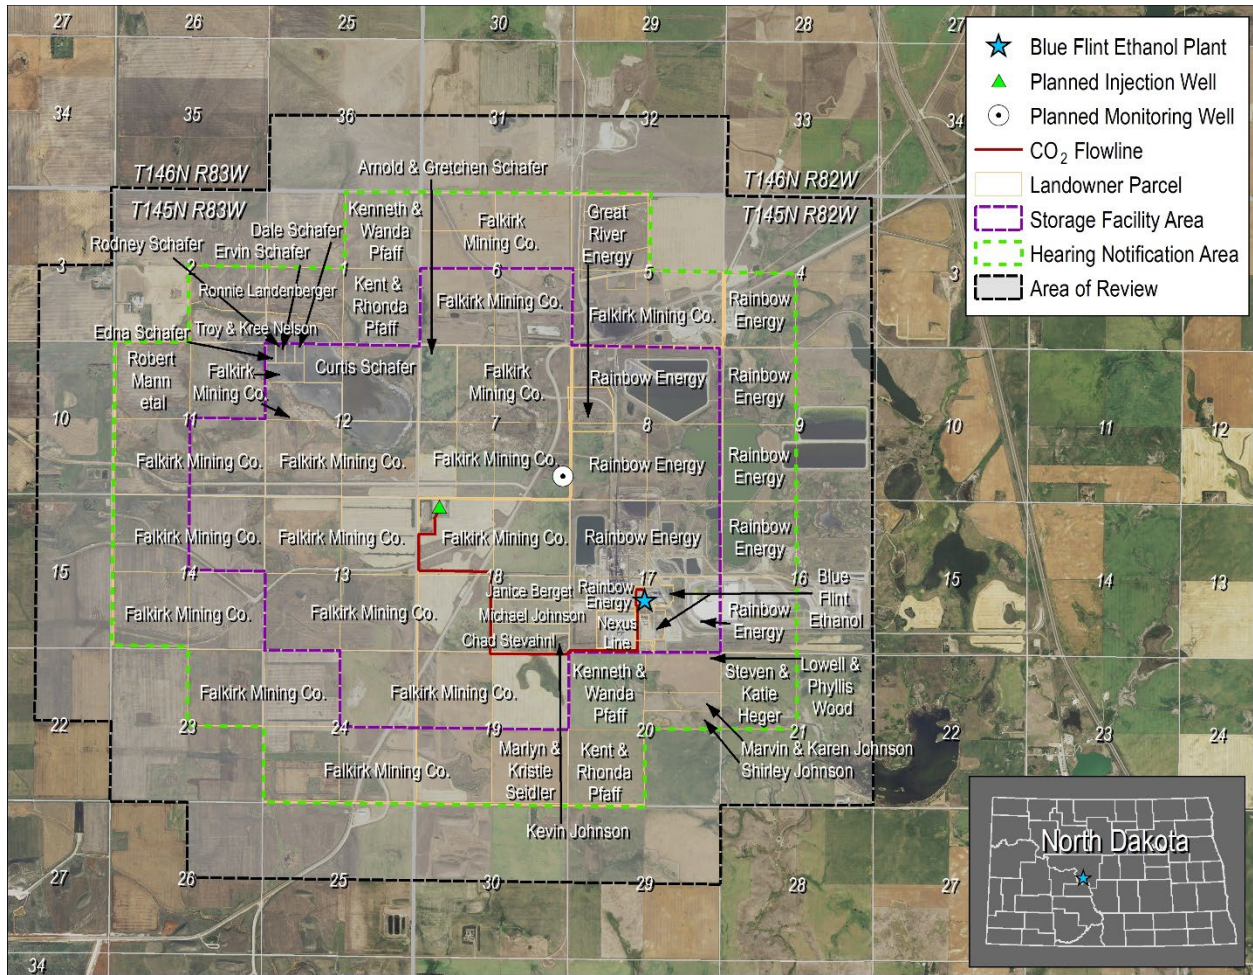 27
26
25
30
29
28
27
Blue Flint Ethanol Plant
Planned Injection Well
Planned Monitoring Well
CO2 Flowline
Landowner Parcel
Storage Facility Area
Hearing Notification Area
Area of Review
34
35
36
31
32
33
34
T146N R83W
Arnold & Gretchen Schafer
T146N R82W
T145N R83W
T145N R82W
Kenneth &
Wanda
Pfaff
Falkirk
Mining Co.
Great
River
Energy
Dale Schafer
Rodney Schafer
Ervin Schafer
3
2
1
6
5
4
3
Ronnie Landenberger
Kent &
Rhonda
Pfaff
Falkirk Mining Co.
Falkirk Mining Co.
Rainbow
Energy
Edna Schafer
Troy & Kree Nelson
Robert
Mann
etal
Falkirk
Mining Co.
Curtis Schafer
Falkirk
Mining Co.
Rainbow Energy
Rainbow
Energy
10
11
12
7
8
9
10
11
12
Falkirk Mining Co.
Falkirk Mining Co.
Falkirk Mining Co.
Rainbow Energy
Rainbow
Energy
Falkirk Mining Co.
Falkirk Mining Co.
Falkirk Mining Co.
Rainbow Energy
Rainbow
Energy
15
14
13
18
17
16
15
14
13
Janice Berget
Rainbow
Energy
Blue
Flint
Ethanol
Falkirk Mining Co.
Falkirk Mining Co.
Michael Johnson
Nexus
Line
Rainbow
Energy
Chad Stevahn
Falkirk Mining Co.
Falkirk Mining Co.
Kenneth &
Wanda
Pfaff
Steven &
Katie
Heger
Lowell &
Phyllis
Wood
22
23
24
19
20
21
22
23
24
Marvin & Karen Johnson
Shirley Johnson
Falkirk Mining Co.
Marlyn &
Kristie
Seidler
Kent &
Rhonda
Pfaff
Kevin Johnson
North Dakota
27
26
25
30
29
28
27
34